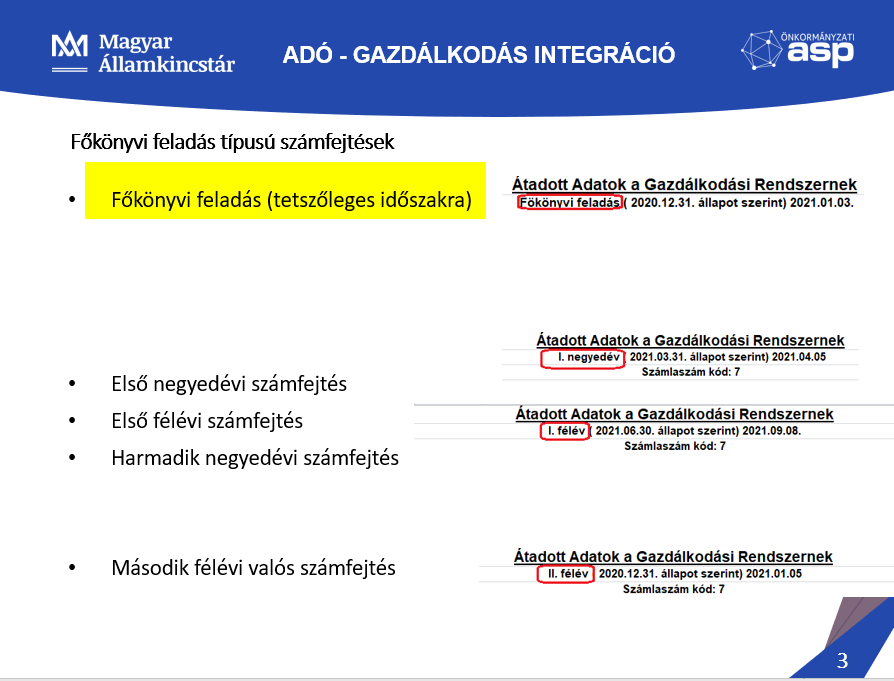 Magyar
Államkincstár
ADÓ - GAZDÁLKODÁS INTEGRÁCIÓ
ÖNKORMÁNYZATI
asp
Főkönyvi feladás típusú számfejtések
• Főkönyvi feladás (tetszőleges időszakra)
Átadott Adatok a Gazdálkodási Rendszernek
Főkönyvi feladás ( 2020.12.31. állapot szerint) 2021.01.03.
Átadott Adatok a Gazdálkodási Rendszernek
I. negyedév ( 2021.03.31. állapot szerint) 2021.04.05
Számlaszám kód: 7
• Első negyedévi számfejtés
• Első félévi számfejtés
• Harmadik negyedévi számfejtés
Átadott Adatok a Gazdálkodási Rendszernek
I. félév ( 2021.06.30. állapot szerint) 2021.09.08.
Számlaszám kód: 7
• Második félévi valós számfejtés
Átadott Adatok a Gazdálkodási Rendszernek
II. félév 2020.12.31. állapot szerint) 2021.01.05
Számlaszám kód: 7
3